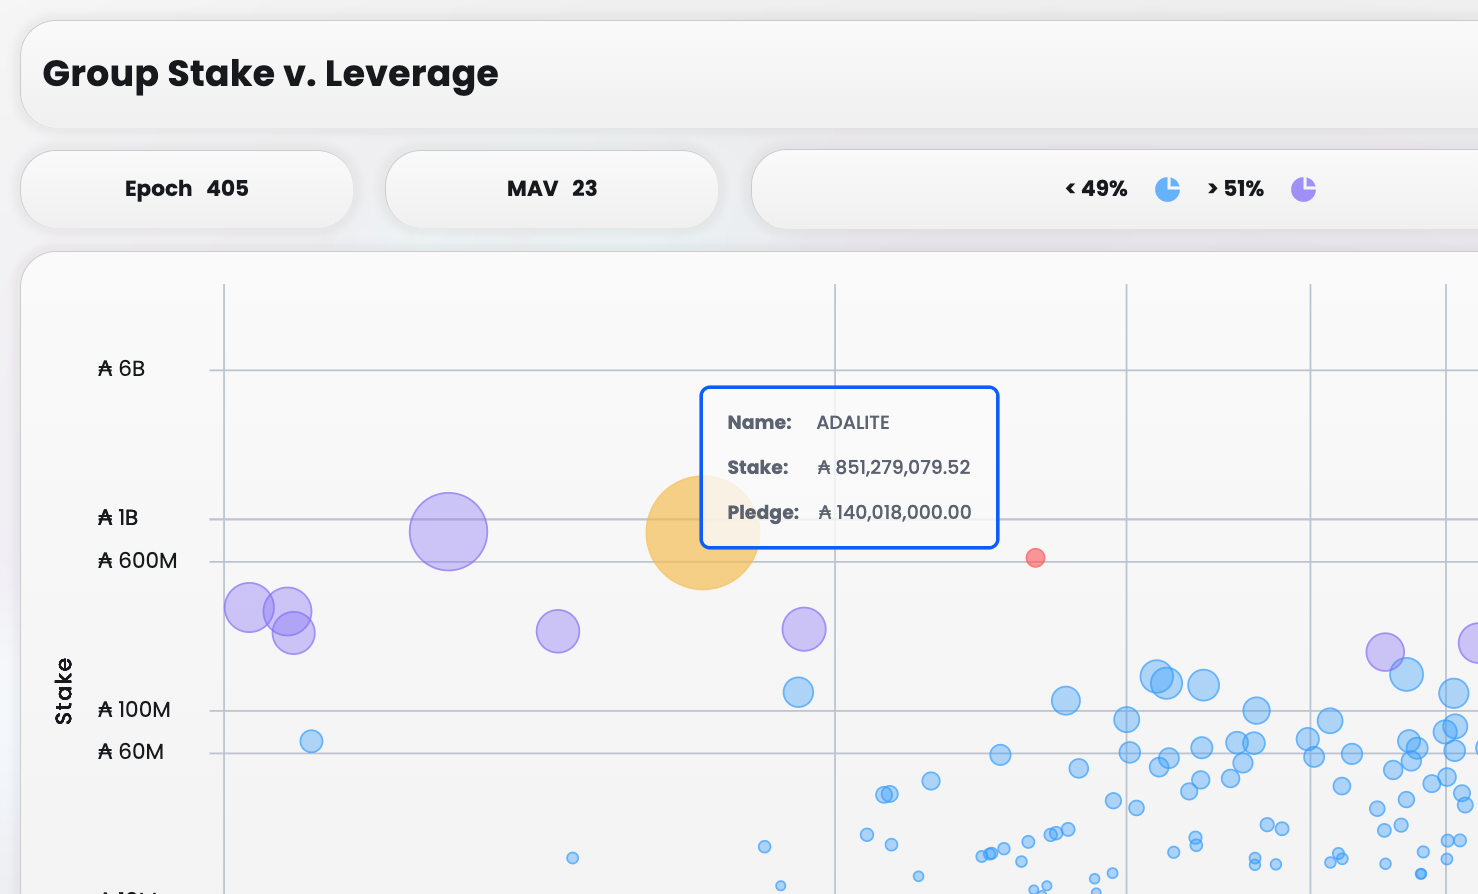 Group Stake v. Leverage
Epoch 405
MAV 23
< 49%
> 51%
₳ 6B
Name: ADALITE
Stake: ₳ 851,279,079.52
Pledge: ₳ 140,018,000.00
₳ 1B
₳ 600M
Stake
₳ 100M
₳ 60M